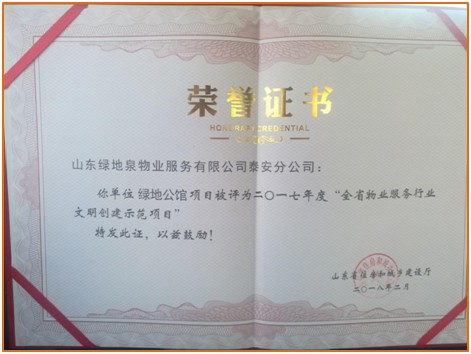 荣誉证书
HONORARY CREDENTIAL
山东绿地泉物业服务有限公司泰安分公司：
你单位 绿地公馆项目被评为二〇一七年度“全省物业服务行业
文明创建示范项目”
特发此证，以兹鼓励！
山东省住房和城乡建设厅
二〇一八年二月